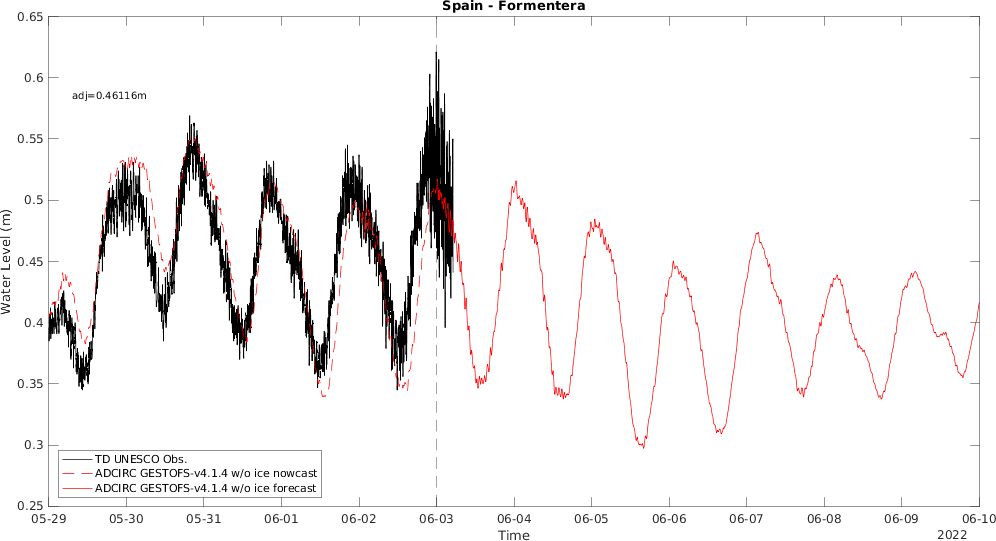 Spain - Formentera
0.65
0.6
0.55
0.5
0.45
0.4
0.35
0.3
0.25
Water Level (m)
adj=0.46116m
TD UNESCO Obs.
ADCIRC GESTOFS-v4.1.4 w/o ice nowcast
ADCIRC GESTOFS-v4.1.4 w/o ice forecast
05-29 05-30 05-31 06-01 06-02 06-03 06-04 06-05 06-06 06-07 06-08 06-09 06-10
Time
2022